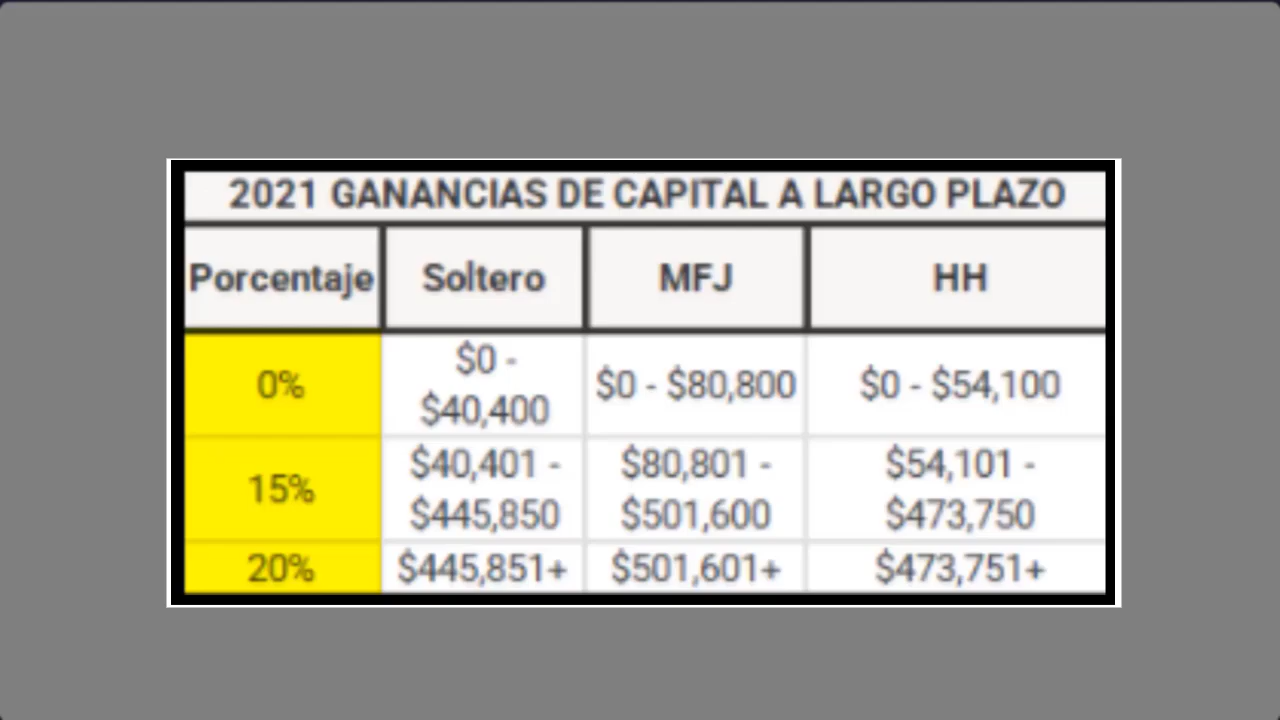 2021 GANANCIAS DE CAPITAL A LARGO PLAZO
Porcentaje Soltero MFJ HH
0% $0 - $40,400 $0 - $80,800 $0 - $54,100
15% $40,401 - $445,850 $80,801 - $501,600 $54,101 - $473,750
20% $445,851+ $501,601+ $473,751+